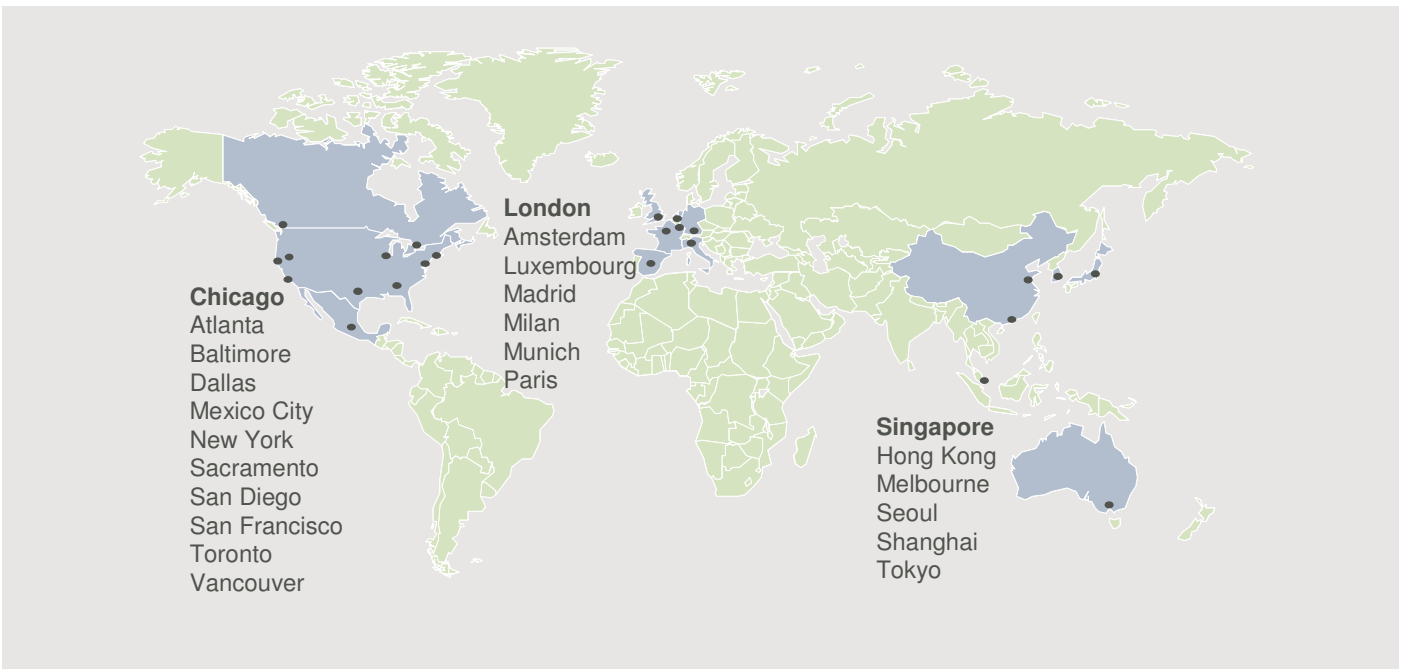 London
Amsterdam
Luxembourg
Madrid
Milan
Munich
Paris
Chicago
Atlanta
Baltimore
Dallas
Mexico City
New York
Sacramento
San Diego
San Francisco
Toronto
Vancouver
Singapore
Hong Kong
Melbourne
Seoul
Shanghai
Tokyo